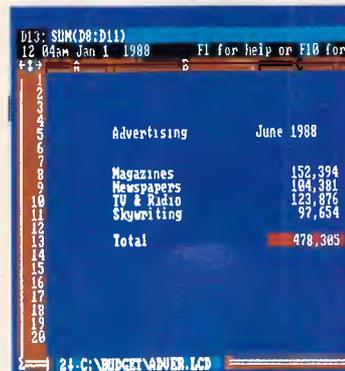 D13: SUM(D8:D11)
12 04am Jan 1 1988 F1 for help or F10 for
A B C
1
2
3
4
5 Advertising June 1988
6
7
8 Magazines 152,394
9 Newspapers 104,381
10 TV & Radio 123,876
11 Skywriting 97,654
12
13 Total 478,305
14
15
16
17
18
19
20
24 C:\BUDGET\ADVER.LCD